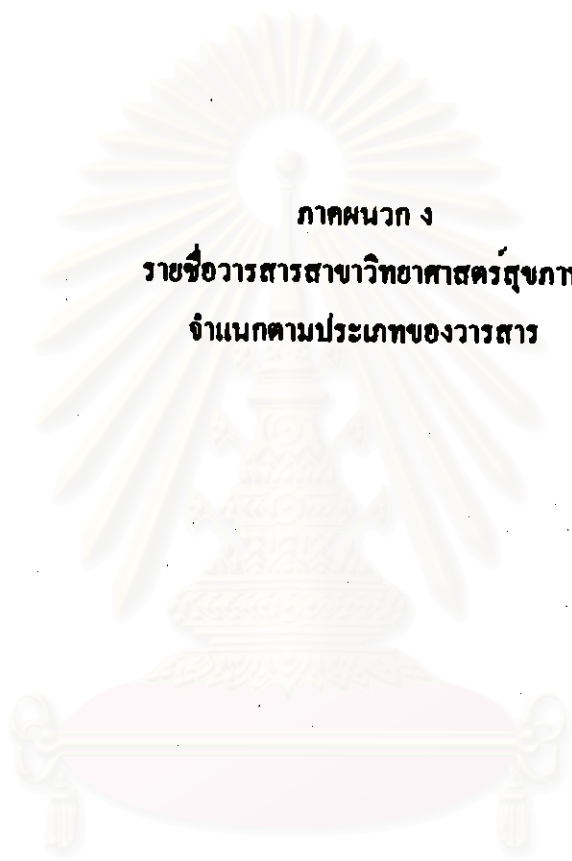 ภาคผนวก ง
รายชื่อวารสารสาขาวิทยาศาสตร์สุขภาพ
จำแนกตามประเภทของวารสาร